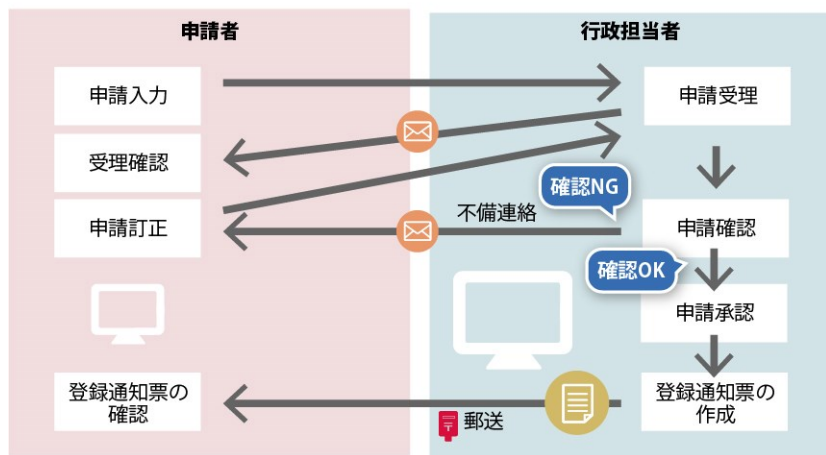 申請者
行政担当者
申請入力
申請受理
受理確認
確認NG
申請訂正
不備連絡
申請確認
確認OK
申請承認
登録通知票の
確認
登録通知票の
作成
〒
郵送